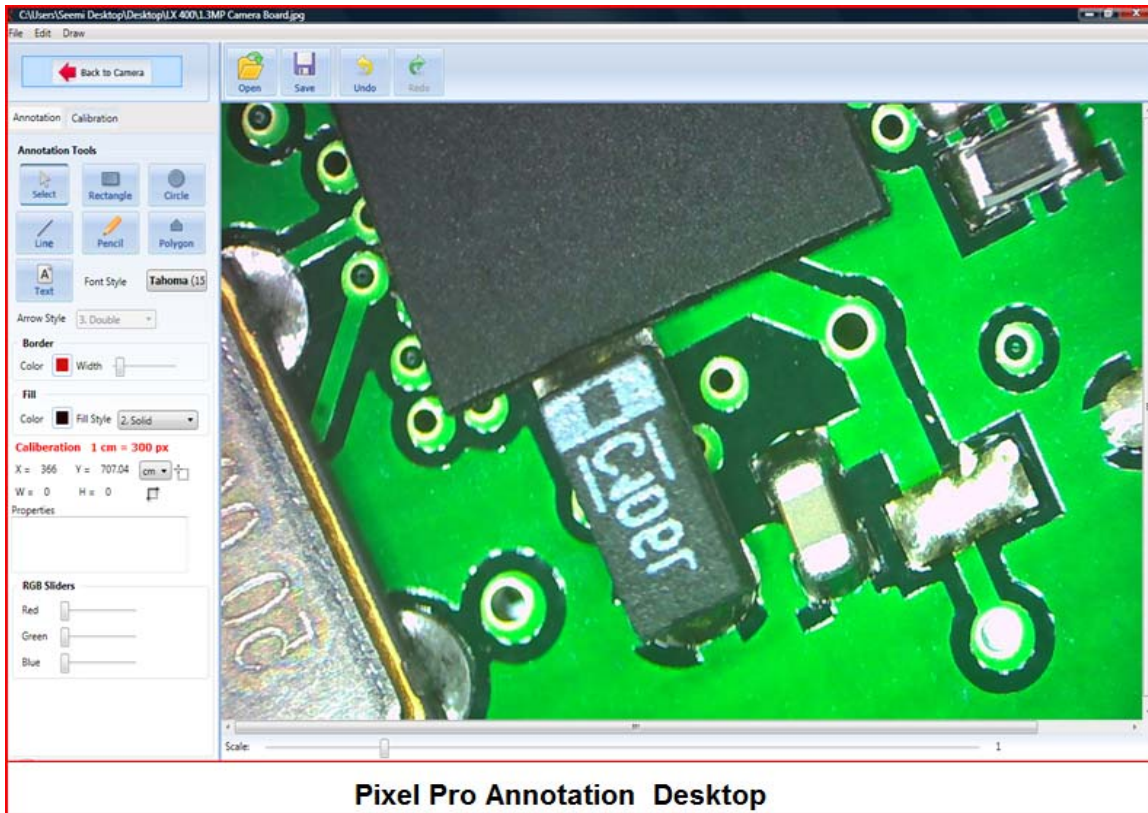 C:\Users\Seemi Desktop\Desktop\LX 400\1.3MP Camera Board.jpg
File Edit Draw
Back to Camera
Open Save Undo Redo
Annotation Calibration
Annotation Tools
Select Rectangle Circle
Line Pencil Polygon
Text Font Style Tahoma (15
Arrow Style 3. Double
Border
Color Width
Fill
Color Fill Style 2. Solid
Caliberation 1 cm = 300 px
X = 366 Y = 707.04 cm
W = 0 H = 0
Properties
RGB Sliders
Red
Green
Blue
Scale: 1
Pixel Pro Annotation Desktop